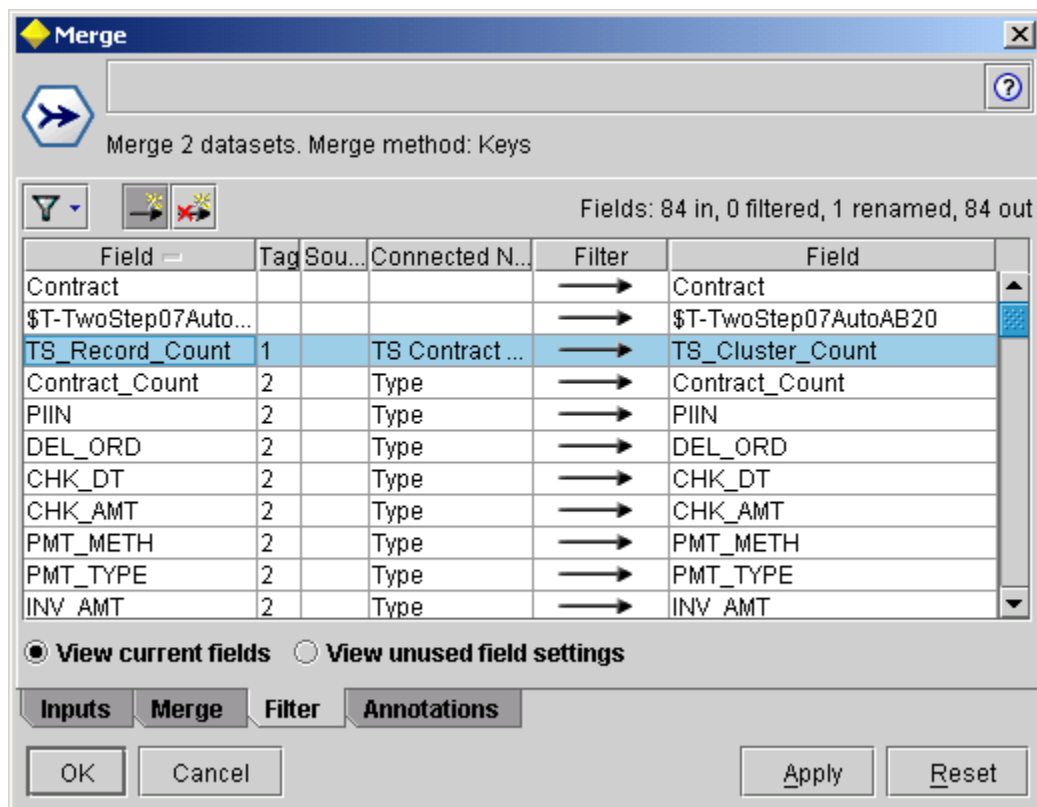 Merge
Merge 2 datasets. Merge method: Keys
Fields: 84 in, 0 filtered, 1 renamed, 84 out
Field Tag Sou... Connected N... Filter Field
Contract Contract
$T-TwoStep07Auto... $T-TwoStep07AutoAB20
TS_Record_Count 1 TS Contract ... TS_Cluster_Count
Contract_Count 2 Type Contract_Count
PIIN 2 Type PIIN
DEL_ORD 2 Type DEL_ORD
CHK_DT 2 Type CHK_DT
CHK_AMT 2 Type CHK_AMT
PMT_METH 2 Type PMT_METH
PMT_TYPE 2 Type PMT_TYPE
INV_AMT 2 Type INV_AMT
View current fields View unused field settings
Inputs Merge Filter Annotations
OK Cancel Apply Reset